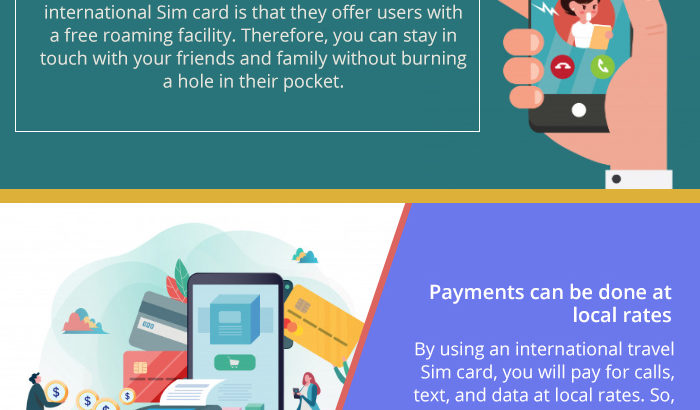 international Sim card is that they offer users with
a free roaming facility. Therefore, you can stay in
touch with your friends and family without burning
a hole in their pocket.
Payments can be done at
local rates
By using an international travel
Sim card, you will pay for calls,
text, and data at local rates. So,
$
$
$
$